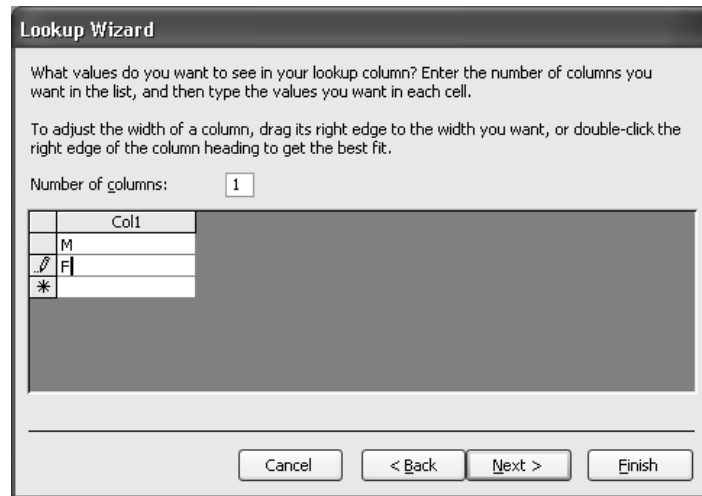 Lookup Wizard
What values do you want to see in your lookup column? Enter the number of columns you
want in the list, and then type the values you want in each cell.
To adjust the width of a column, drag its right edge to the width you want, or double-click the
right edge of the column heading to get the best fit.
Number of columns: 1
Col1
M
F
Cancel < Back Next > Finish